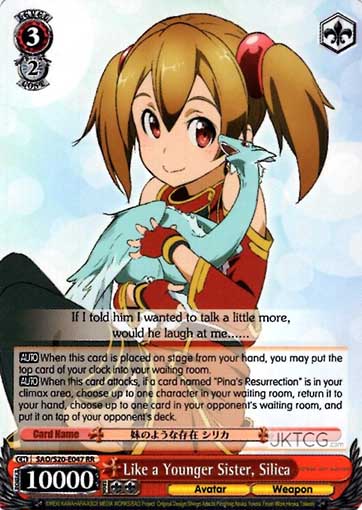 LEVEL
3
2
COST
If I told him I wanted to talk a little more,
would he laugh at me......
AUTO When this card is placed on stage from your hand, you may put the
top card of your clock into your waiting room.
AUTO When this card attacks, if a card named "Pina's Resurrection" is in your
climax area, choose up to one character in your waiting room, return it to
your hand, choose up to one card in your opponent's waiting room, and
put it on top of your opponent's deck.
Card Name
妹のような存在 シリカ
JKTCG.com
SAO/S20-E047 RR
Like a Younger Sister, Silica
10000
Avatar
Weapon